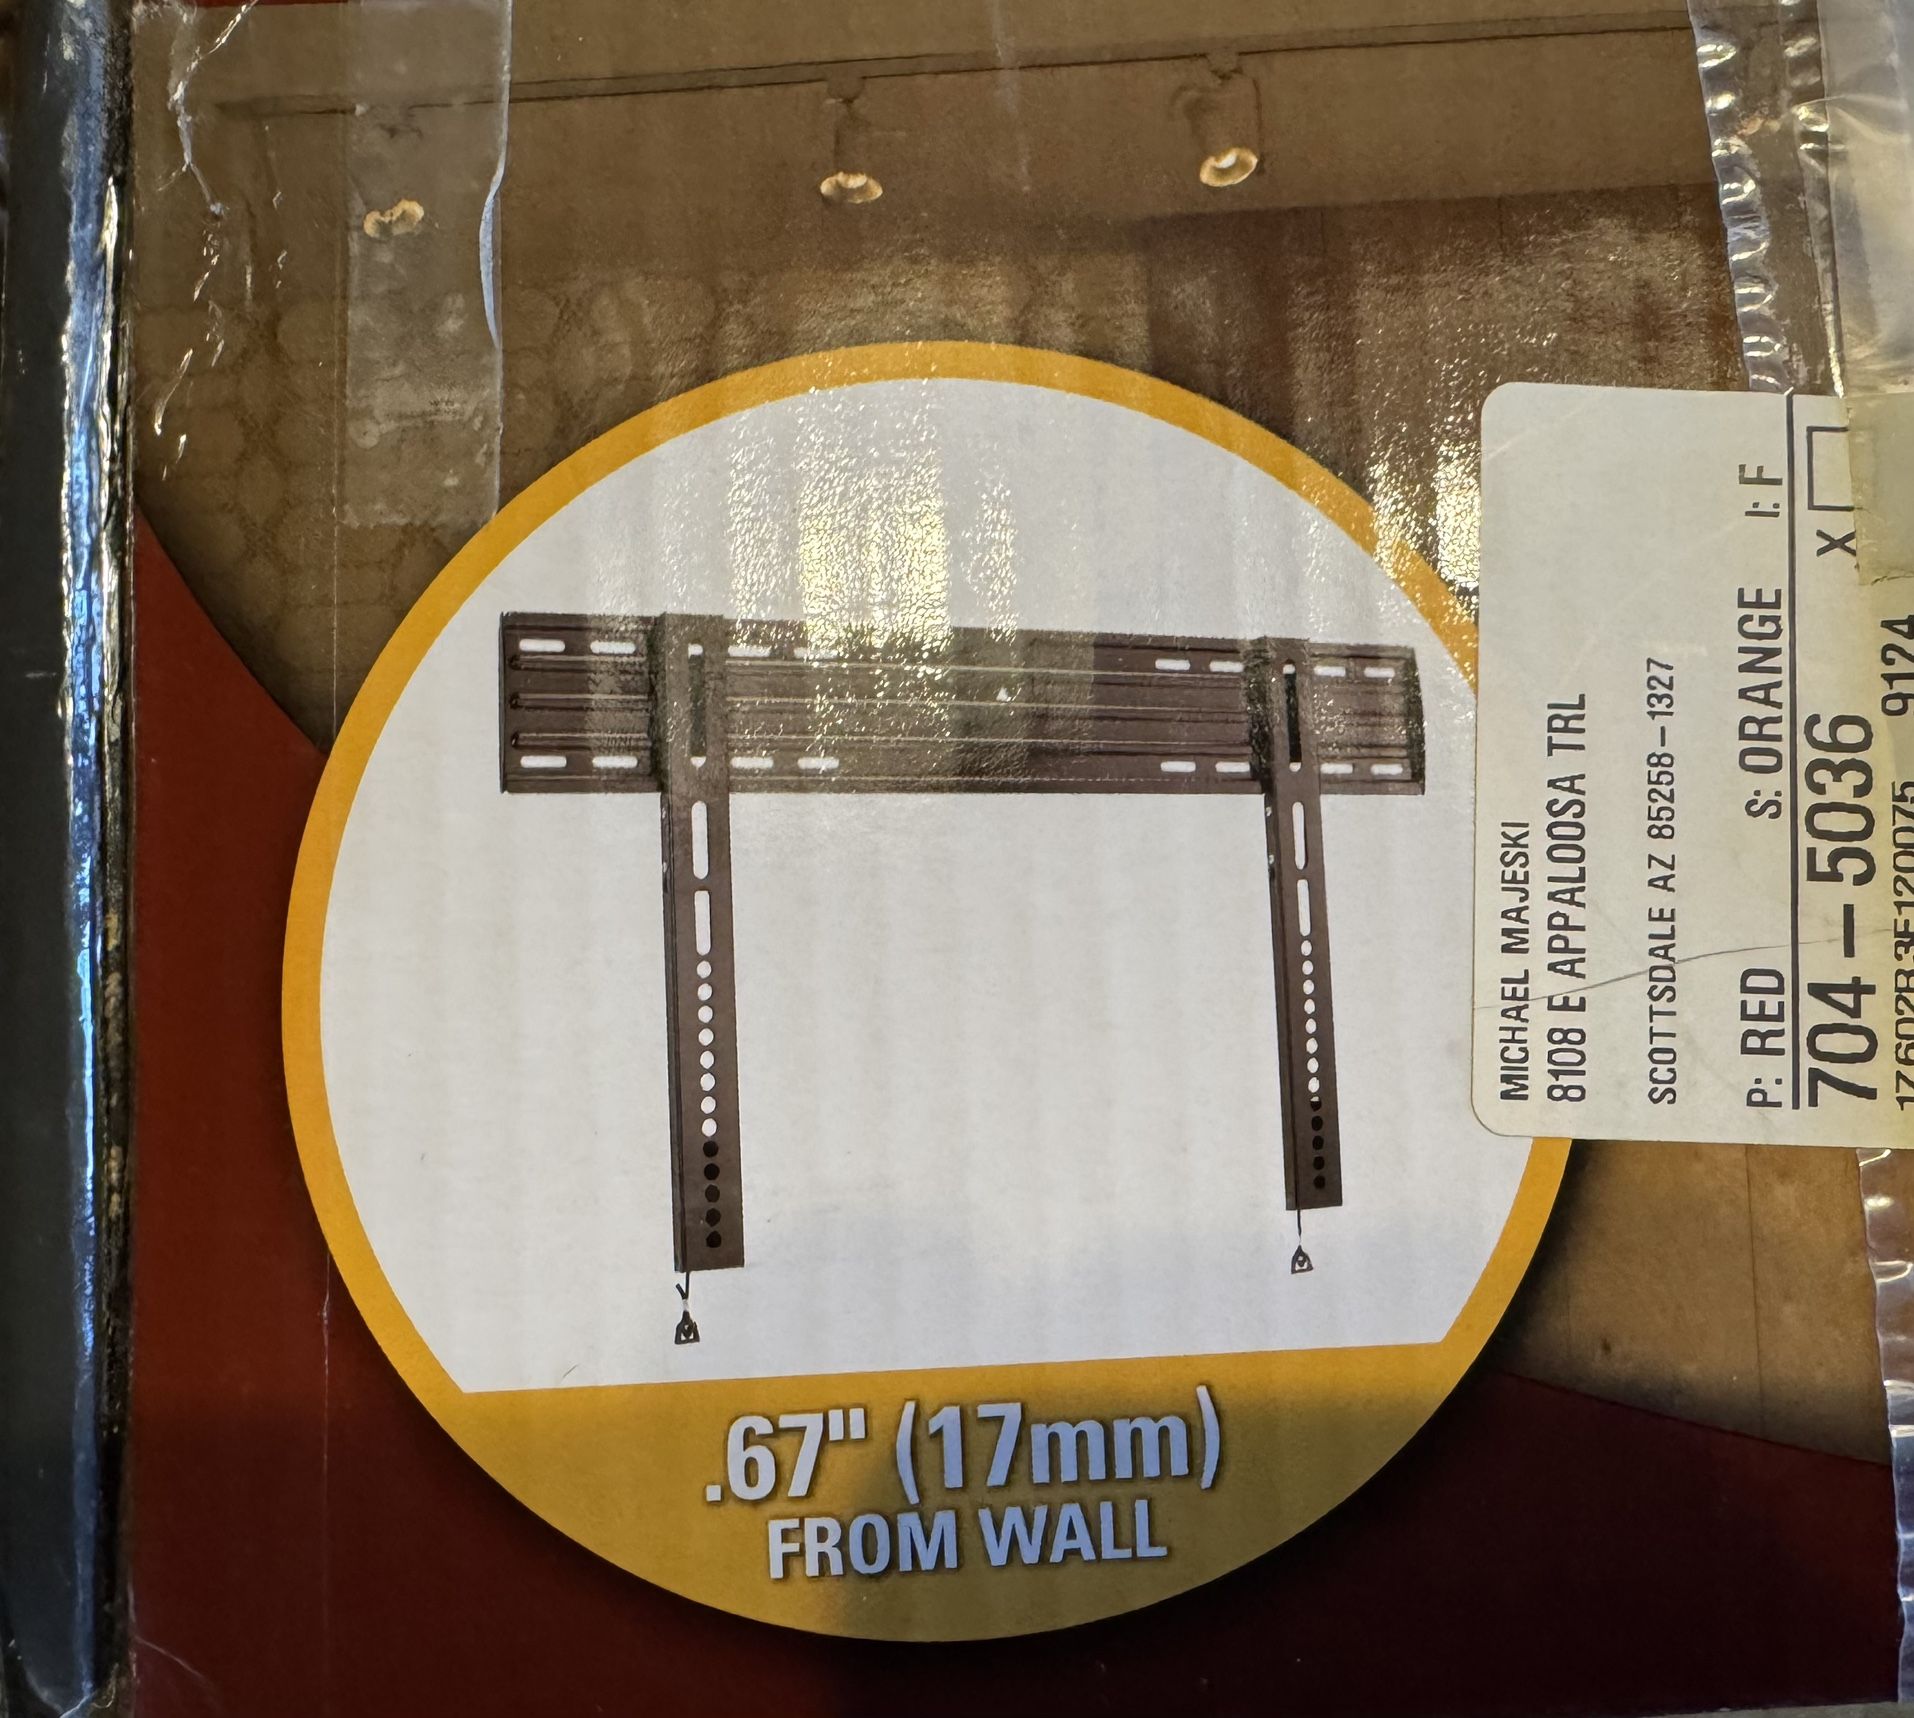 .67" (17mm)
FROM WALL
MICHAEL MAJESKI
8108 E APPALOOSA TRL
SCOTTSDALE AZ 85258-1327
P: RED S: ORANGE I: F
704-5036 X
9124